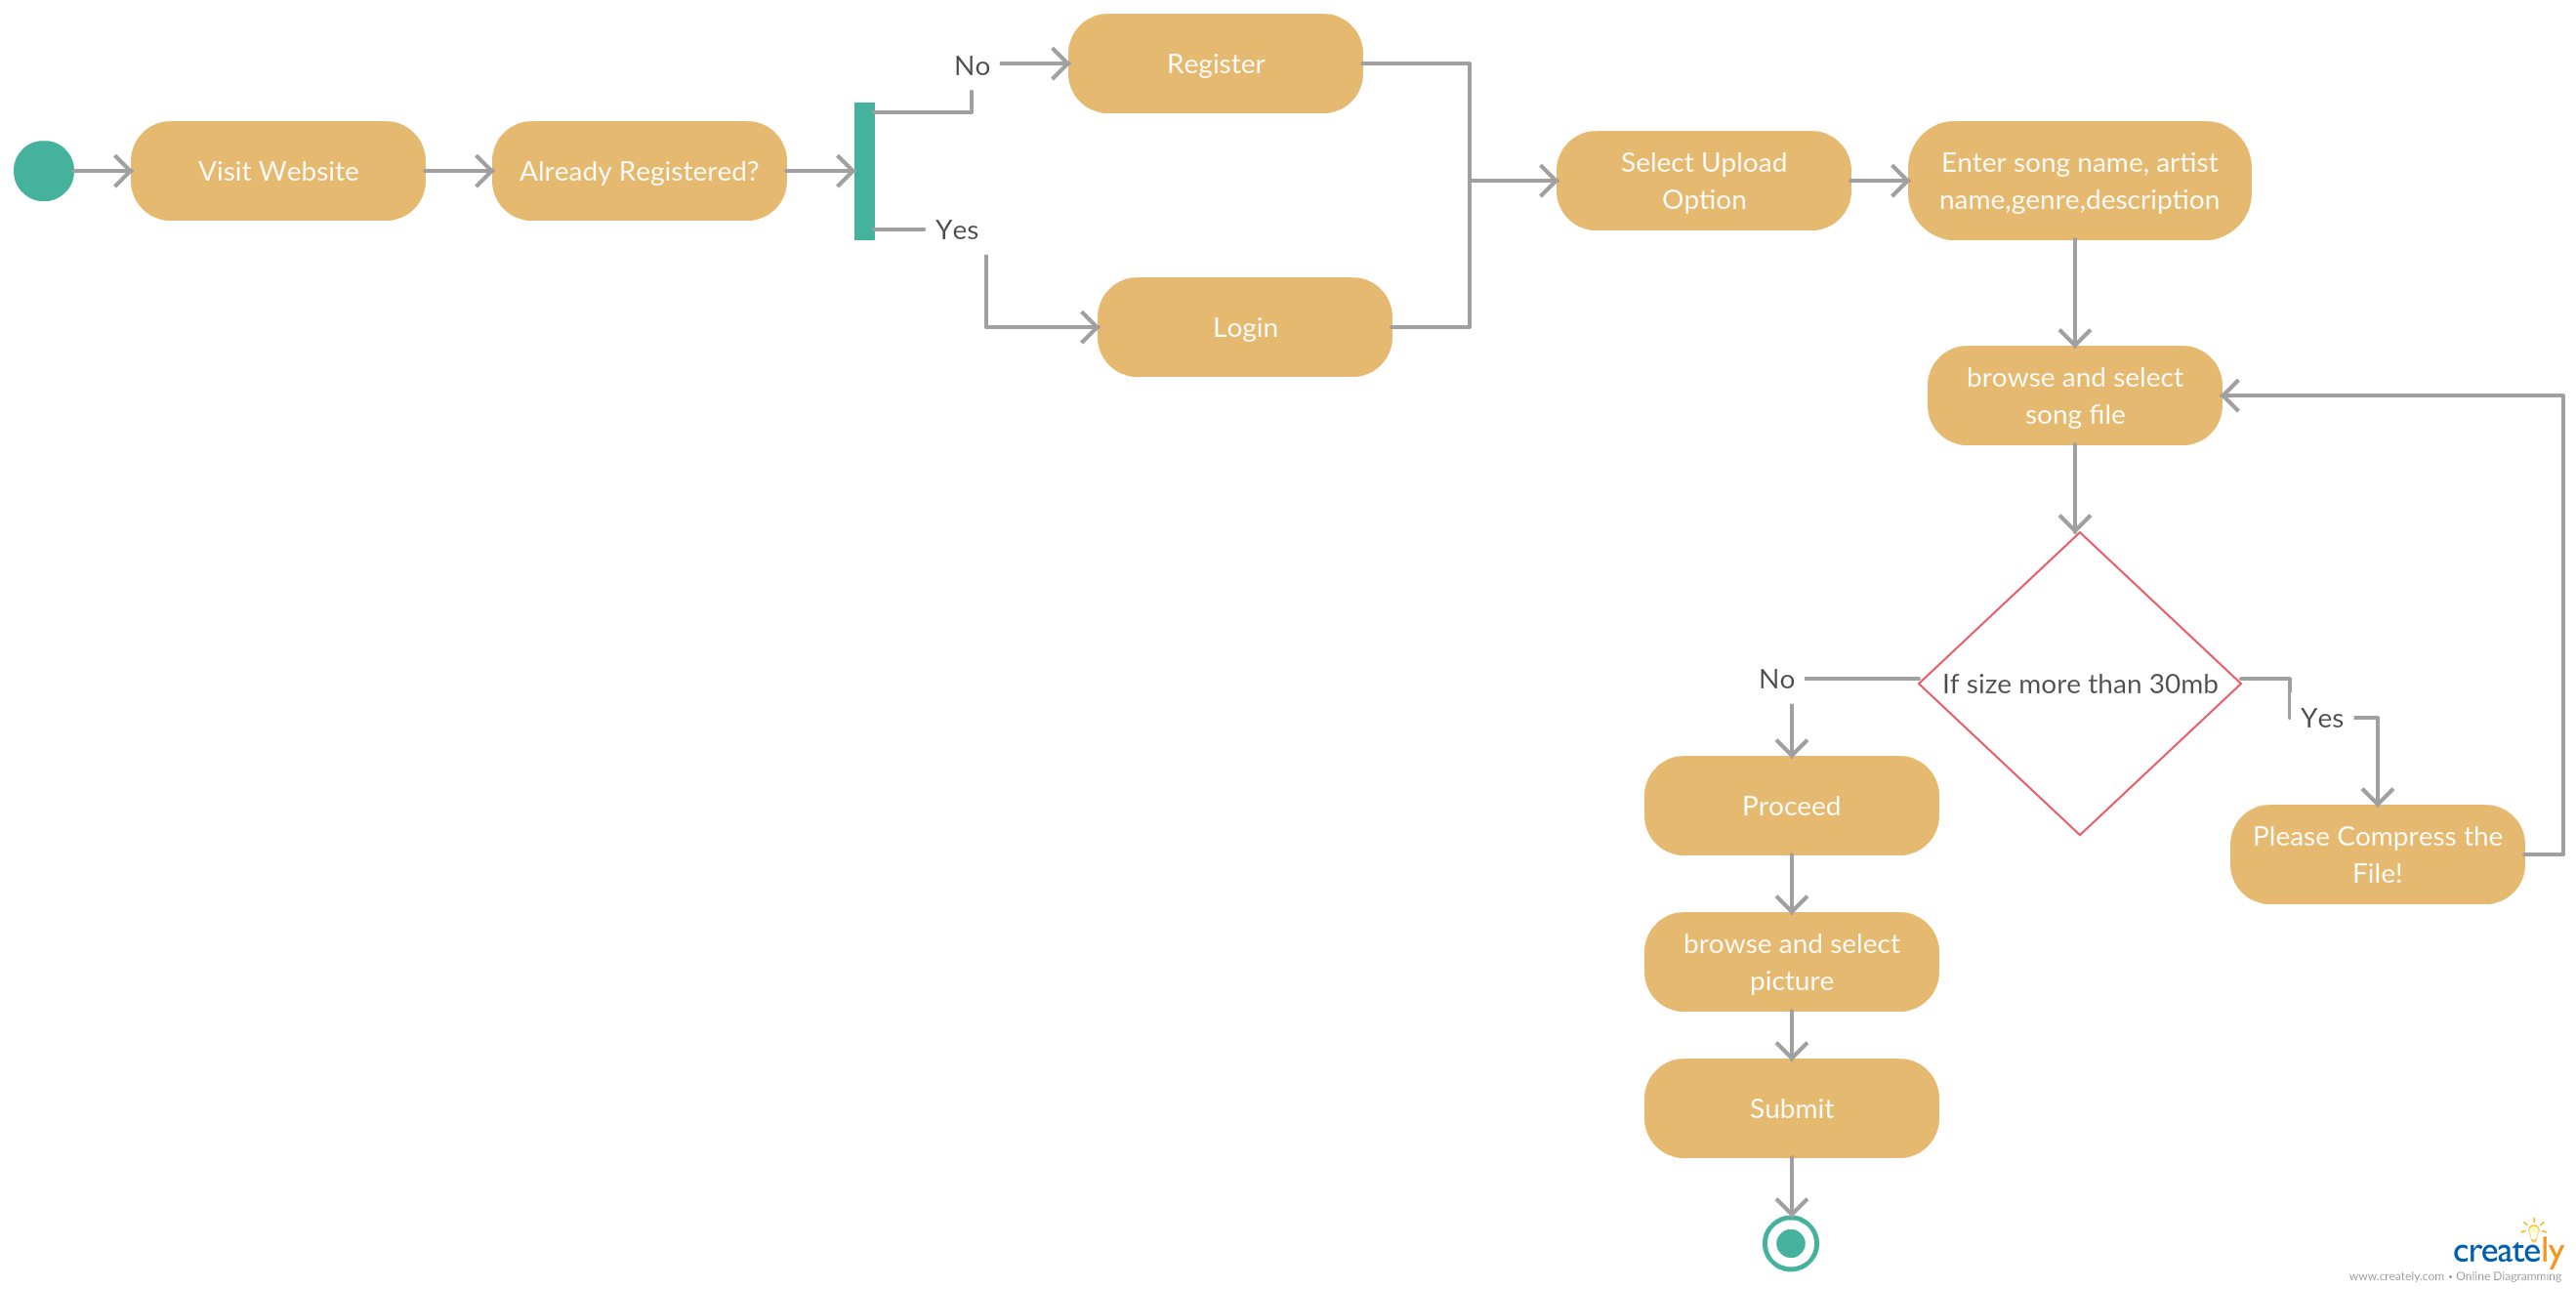 Visit Website
Already Registered?
No
Yes
Register
Login
Select Upload
Option
Enter song name, artist
name,genre,description
browse and select
song file
If size more than 30mb
No
Yes
Proceed
Please Compress the
File!
browse and select
picture
Submit
creately
www.creately.com • Online Diagramming